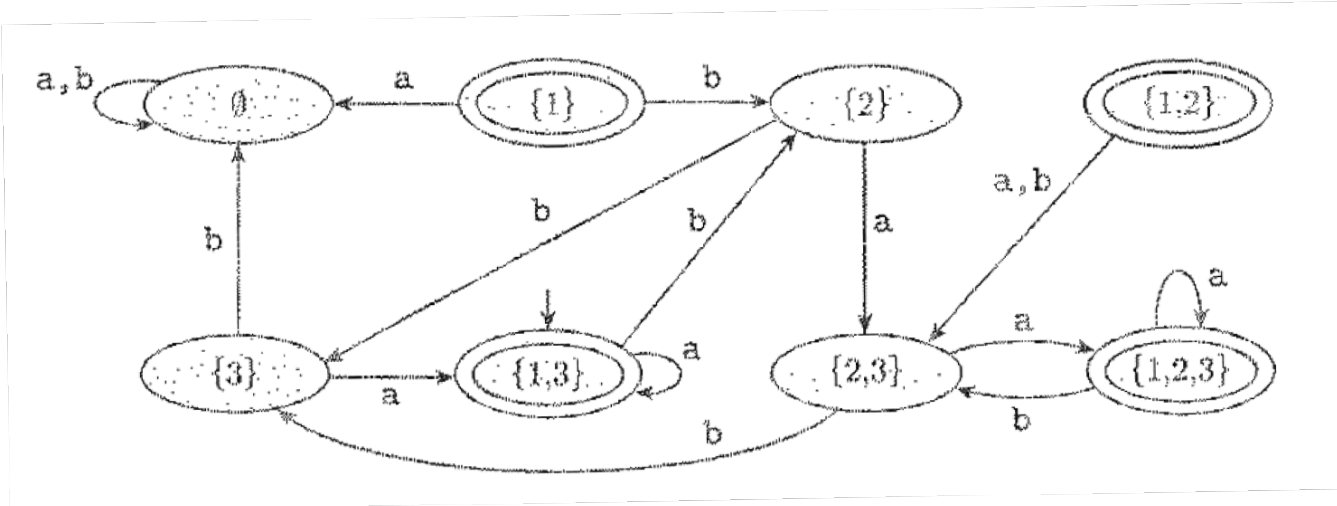 a,b ∅ a {1} b {2} {1,2}
a,b
b b b a
a a
{3} a {1,3} a {2,3} {1,2,3}
b b